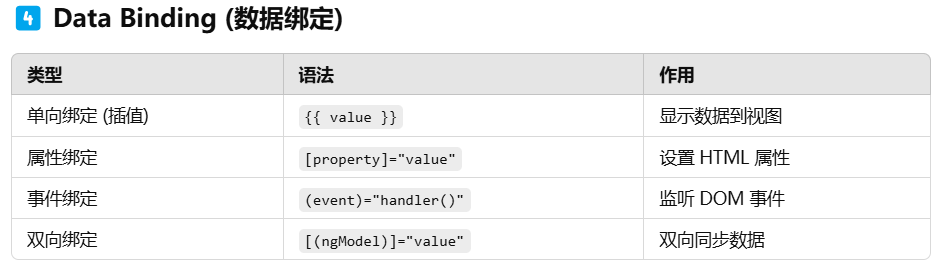 4 Data Binding (数据绑定)
类型 语法 作用
单向绑定 (插值) {{ value }} 显示数据到视图
属性绑定 [property]="value" 设置 HTML 属性
事件绑定 (event)="handler()" 监听 DOM 事件
双向绑定 [(ngModel)]="value" 双向同步数据